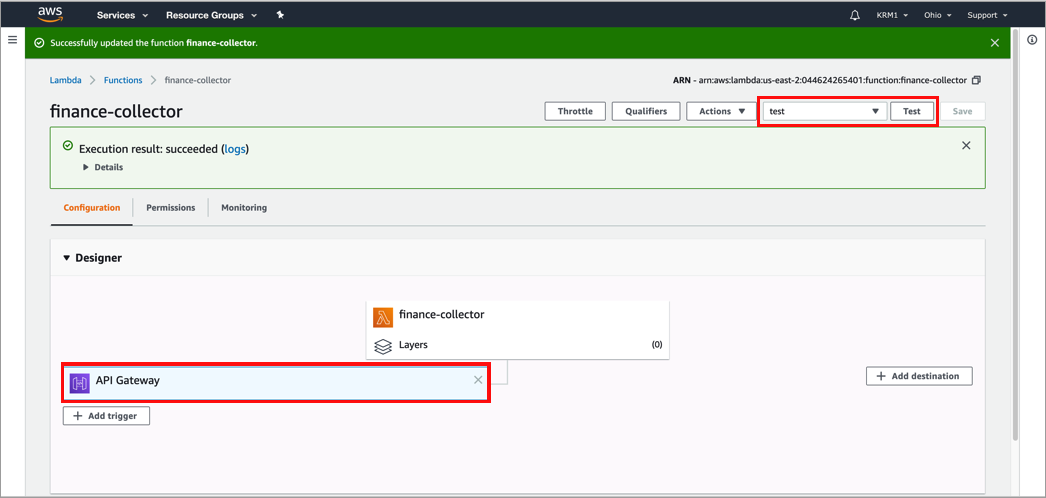 aws Services Resource Groups KRM1 Ohio Support
Successfully updated the function finance-collector.
Lambda Functions finance-collector ARN - arn:aws:lambda:us-east-2:044624265401:function:finance-collector
finance-collector Throttle Qualifiers Actions test Test Save
Execution result: succeeded (logs)
Details
Configuration Permissions Monitoring
Designer
finance-collector
Layers (0)
API Gateway
Add destination
Add trigger